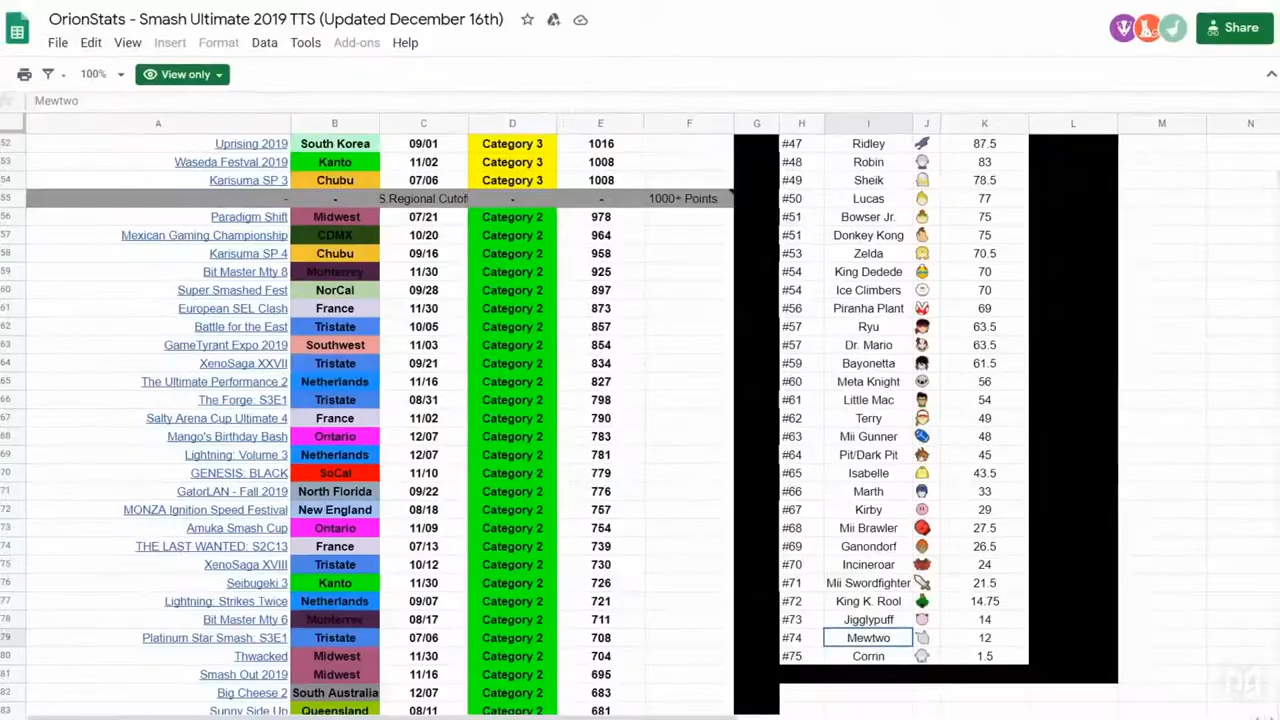 OrionStats - Smash Ultimate 2019 TTS (Updated December 16th)
File Edit View Insert Format Data Tools Add-ons Help
Share
100% View only
Mewtwo
A B C D E F G H I J K L M N
52 Uprising 2019 South Korea 09/01 Category 3 1016 #47 Ridley 87.5
53 Waseda Festval 2019 Kanto 11/02 Category 3 1008 #48 Robin 83
54 Karisuma SP 3 Chubu 07/06 Category 3 1008 #49 Sheik 78.5
55 - - S Regional Cutoff - - 1000+ Points #50 Lucas 77
56 Paradigm Shift Midwest 07/21 Category 2 978 #51 Bowser Jr. 75
57 Mexican Gaming Championship CDMX 10/20 Category 2 964 #51 Donkey Kong 75
58 Karisuma SP 4 Chubu 09/16 Category 2 958 #53 Zelda 70.5
59 Bit Master Mty 8 Monterrey 11/30 Category 2 925 #54 King Dedede 70
60 Super Smashed Fest NorCal 09/28 Category 2 897 #54 Ice Climbers 70
61 European SEL Clash France 11/30 Category 2 873 #56 Piranha Plant 69
62 Battle for the East Tristate 10/05 Category 2 857 #57 Ryu 63.5
63 GameTyrant Expo 2019 Southwest 11/03 Category 2 854 #57 Dr. Mario 63.5
64 XenoSaga XXVII Tristate 09/21 Category 2 834 #59 Bayonetta 61.5
65 The Ultimate Performance 2 Netherlands 11/16 Category 2 827 #60 Meta Knight 56
66 The Forge: S3E1 Tristate 08/31 Category 2 798 #61 Little Mac 54
67 Salty Arena Cup Ultimate 4 France 11/02 Category 2 790 #62 Terry 49
68 Mango's Birthday Bash Ontario 12/07 Category 2 783 #63 Mii Gunner 48
69 Lightning: Volume 3 Netherlands 12/07 Category 2 781 #64 Pit/Dark Pit 45
70 GENESIS: BLACK SoCal 11/10 Category 2 779 #65 Isabelle 43.5
71 GatorLAN - Fall 2019 North Florida 09/22 Category 2 776 #66 Marth 33
72 MONZA Ignition Speed Festival New England 08/18 Category 2 757 #67 Kirby 29
73 Amuka Smash Cup Ontario 11/09 Category 2 754 #68 Mii Brawler 27.5
74 THE LAST WANTED: S2C13 France 07/13 Category 2 739 #69 Ganondorf 26.5
75 XenoSaga XVIII Tristate 10/12 Category 2 730 #70 Incineroar 24
76 Seibugeki 3 Kanto 11/30 Category 2 726 #71 Mii Swordfighter 21.5
77 Lightning: Strikes Twice Netherlands 09/07 Category 2 721 #72 King K. Rool 14.75
78 Bit Master Mty 6 Monterrey 08/17 Category 2 718 #73 Jigglypuff 14
79 Platinum Star Smash: S3E1 Tristate 07/06 Category 2 708 #74 Mewtwo 12
80 Thwacked Midwest 11/30 Category 2 704 #75 Corrin 1.5
81 Smash Out 2019 Midwest 11/16 Category 2 695
82 Big Cheese 2 South Australia 12/07 Category 2 683
83 Sunny Side Up Queensland 08/11 Category 2 681